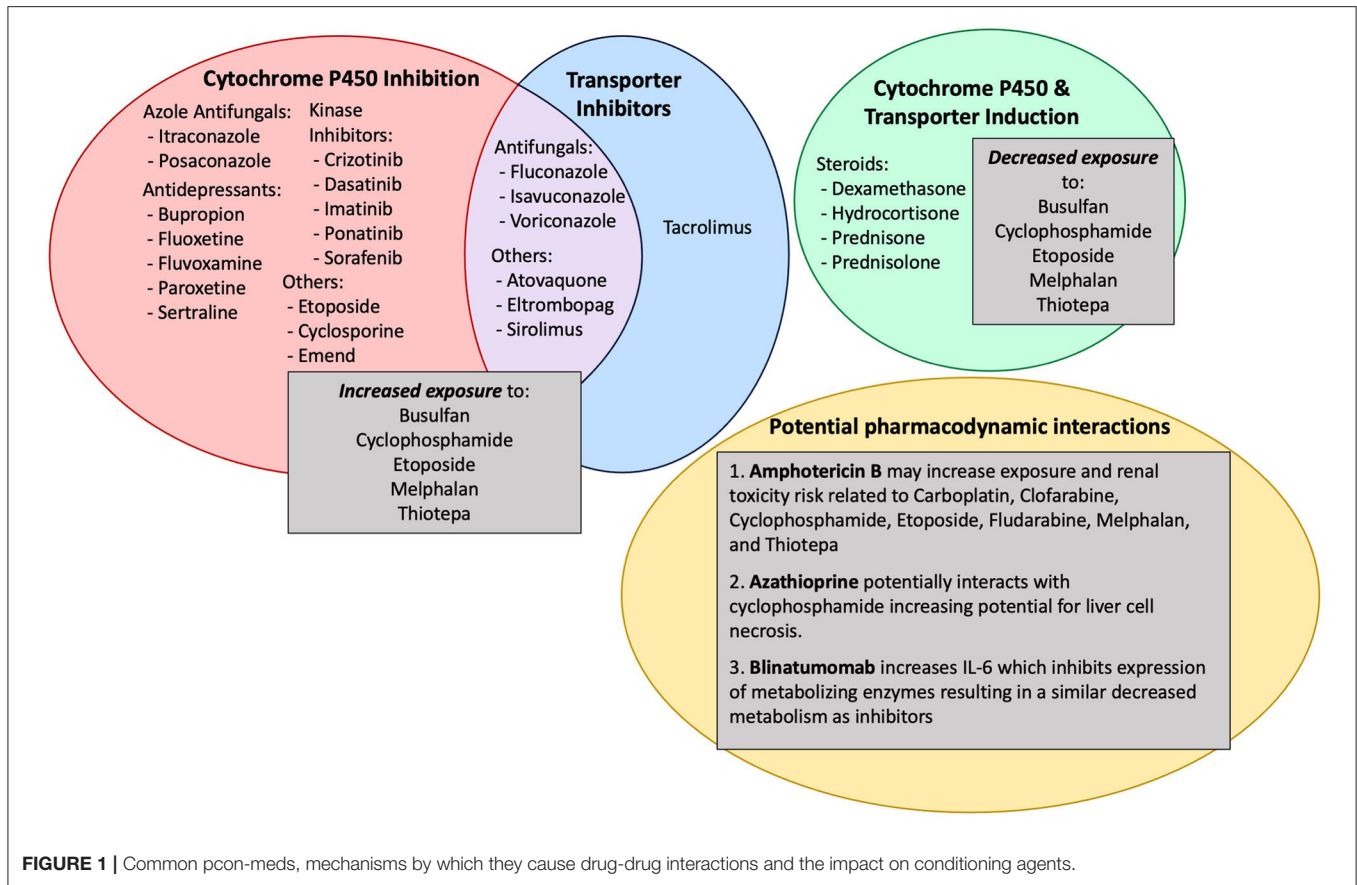 Cytochrome P450 Inhibition
Azole Antifungals:
- Itraconazole
- Posaconazole
Antidepressants:
- Bupropion
- Fluoxetine
- Fluvoxamine
- Paroxetine
- Sertraline
Kinase
Inhibitors:
- Crizotinib
- Dasatinib
- Imatinib
- Ponatinib
- Sorafenib
Others:
- Etoposide
- Cyclosporine
- Emend
Transporter
Inhibitors
Antifungals:
- Fluconazole
- Isavuconazole
- Voriconazole
Others:
- Atovaquone
- Eltrombopag
- Sirolimus
Tacrolimus
Increased exposure to:
Busulfan
Cyclophosphamide
Etoposide
Melphalan
Thiotepa
Cytochrome P450 &
Transporter Induction
Steroids:
- Dexamethasone
- Hydrocortisone
- Prednisone
- Prednisolone
Decreased exposure
to:
Busulfan
Cyclophosphamide
Etoposide
Melphalan
Thiotepa
Potential pharmacodynamic interactions
1. Amphotericin B may increase exposure and renal
toxicity risk related to Carboplatin, Clofarabine,
Cyclophosphamide, Etoposide, Fludarabine, Melphalan,
and Thiotepa
2. Azathioprine potentially interacts with
cyclophosphamide increasing potential for liver cell
necrosis.
3. Blinatumomab increases IL-6 which inhibits expression
of metabolizing enzymes resulting in a similar decreased
metabolism as inhibitors
FIGURE 1 | Common pcon-meds, mechanisms by which they cause drug-drug interactions and the impact on conditioning agents.